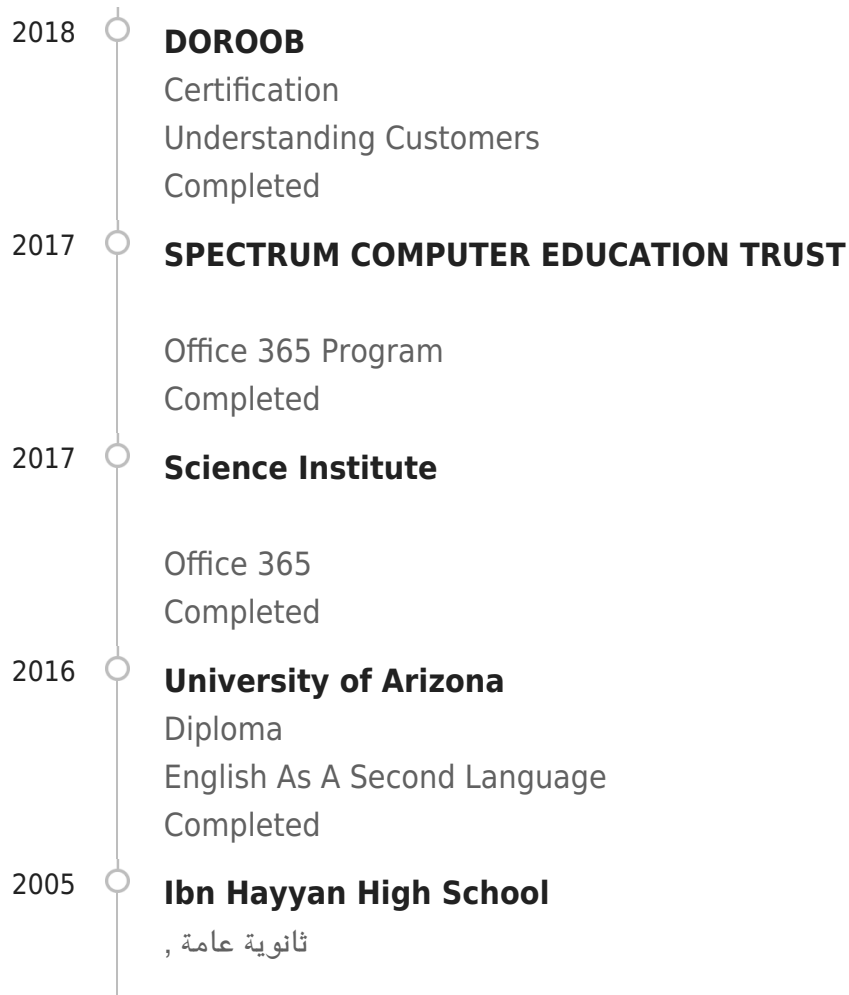 2018
DOROOB
Certification
Understanding Customers
Completed
2017
SPECTRUM COMPUTER EDUCATION TRUST
Office 365 Program
Completed
2017
Science Institute
Office 365
Completed
2016
University of Arizona
Diploma
English As A Second Language
Completed
2005
Ibn Hayyan High School
ثانوية عامة ,